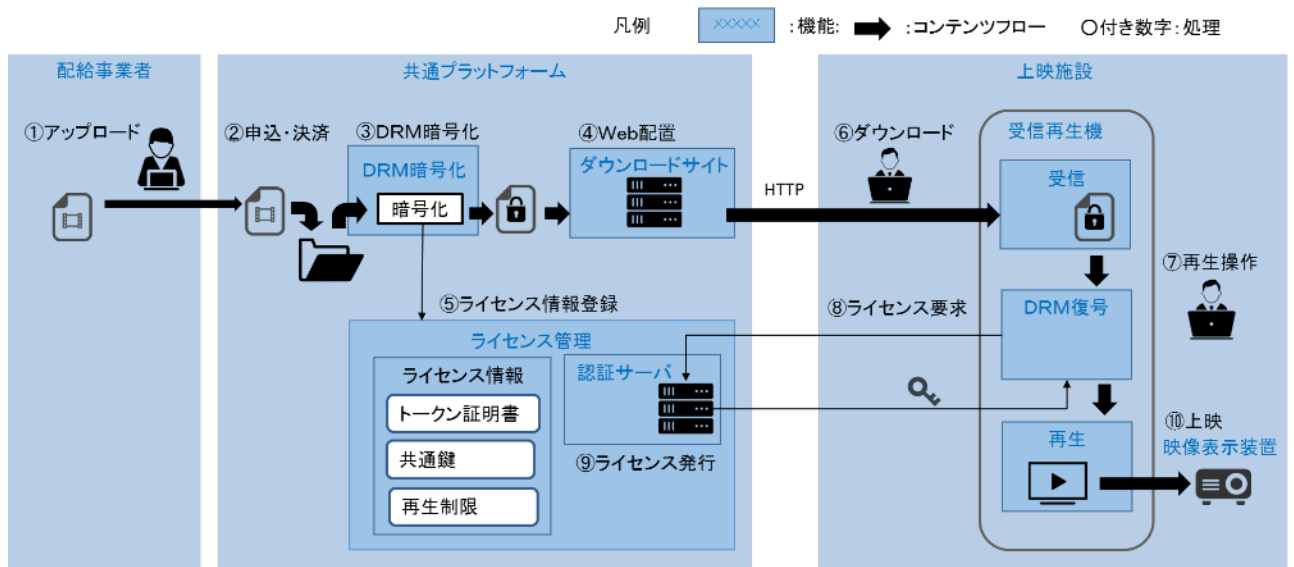 凡例
×××××
:機能:
:コンテンツフロー
〇付き数字:処理
配給事業者
共通プラットフォーム
上映施設
①アップロード
②申込・決済
③DRM暗号化
④Web配置
⑥ダウンロード
受信再生機
DRM暗号化
暗号化
ダウンロードサイト
HTTP
受信
⑦再生操作
⑤ライセンス情報登録
⑧ライセンス要求
DRM復号
ライセンス管理
ライセンス情報
トークン証明書
共通鍵
再生制限
認証サーバ
⑨ライセンス発行
再生
⑩上映
映像表示装置